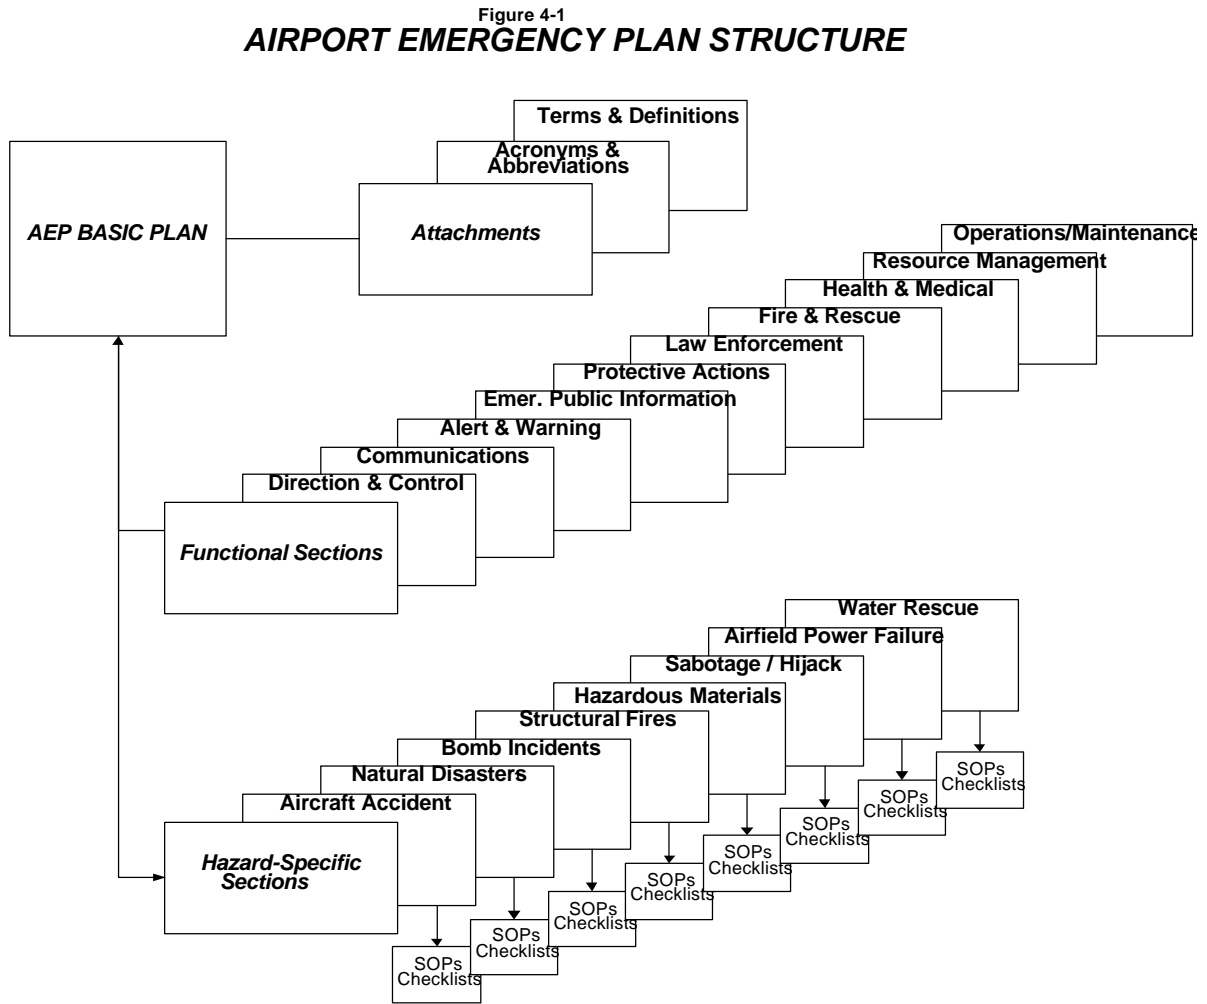 Figure 4-1
AIRPORT EMERGENCY PLAN STRUCTURE
Terms & Definitions
Acronyms &
Abbreviations
AEP BASIC PLAN
Attachments
Operations/Maintenance
Resource Management
Health & Medical
Fire & Rescue
Law Enforcement
Protective Actions
Emer. Public Information
Alert & Warning
Communications
Direction & Control
Functional Sections
Water Rescue
Airfield Power Failure
Sabotage / Hijack
Hazardous Materials
Structural Fires
Bomb Incidents
Natural Disasters
Aircraft Accident
Hazard-Specific
Sections
SOPs
Checklists
SOPs
Checklists
SOPs
Checklists
SOPs
Checklists
SOPs
Checklists
SOPs
Checklists
SOPs
Checklists
SOPs
Checklists